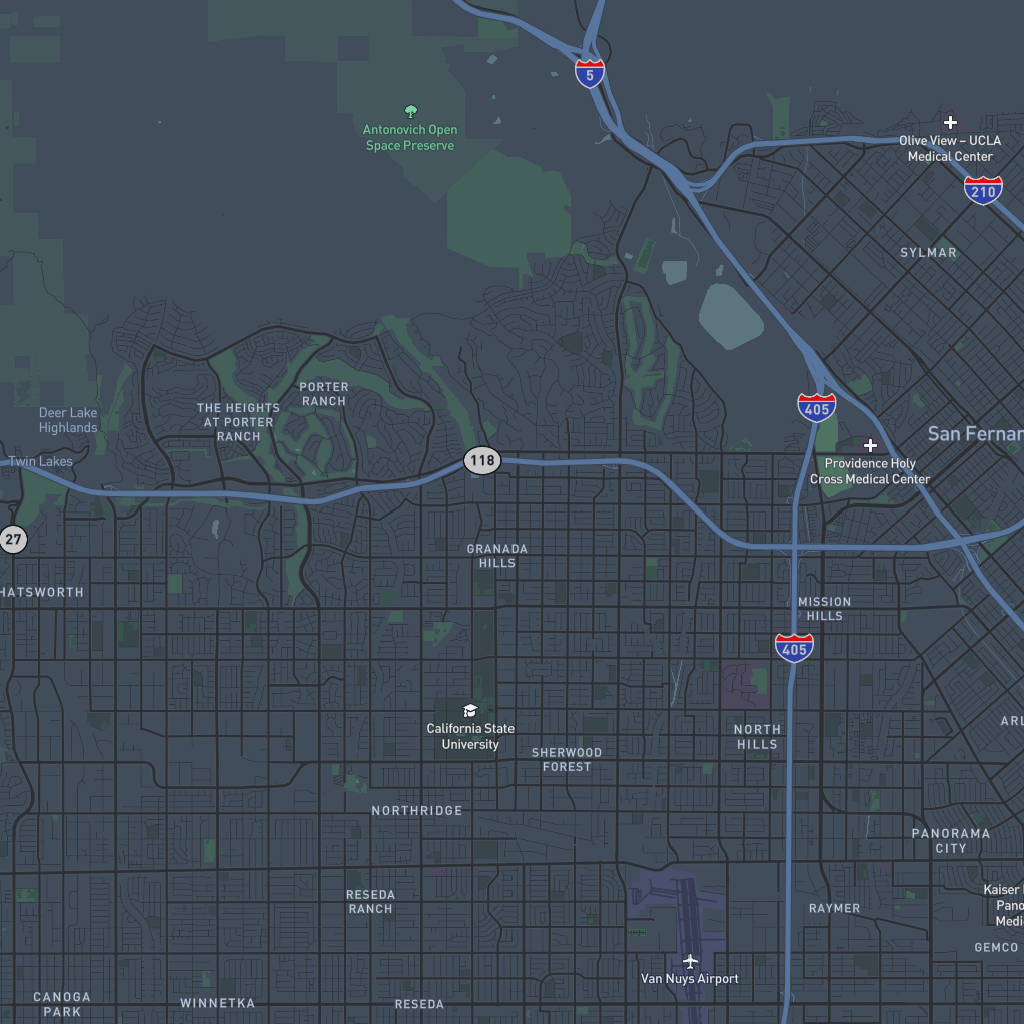 5
Antonovich Open
Space Preserve
Olive View – UCLA
Medical Center
210
SYLMAR
PORTER
RANCH
THE HEIGHTS
AT PORTER
RANCH
Deer Lake
Highlands
405
San Fernan
Twin Lakes
118
Providence Holy
Cross Medical Center
27
GRANADA
HILLS
HATSWORTH
MISSION
HILLS
405
California State
University
NORTH
HILLS
ARL
SHERWOOD
FOREST
NORTHRIDGE
PANORAMA
CITY
RESEDA
RANCH
Kaiser
Pano
Medi
RAYMER
GEMCO
Van Nuys Airport
CANOGA
PARK
WINNETKA
RESEDA